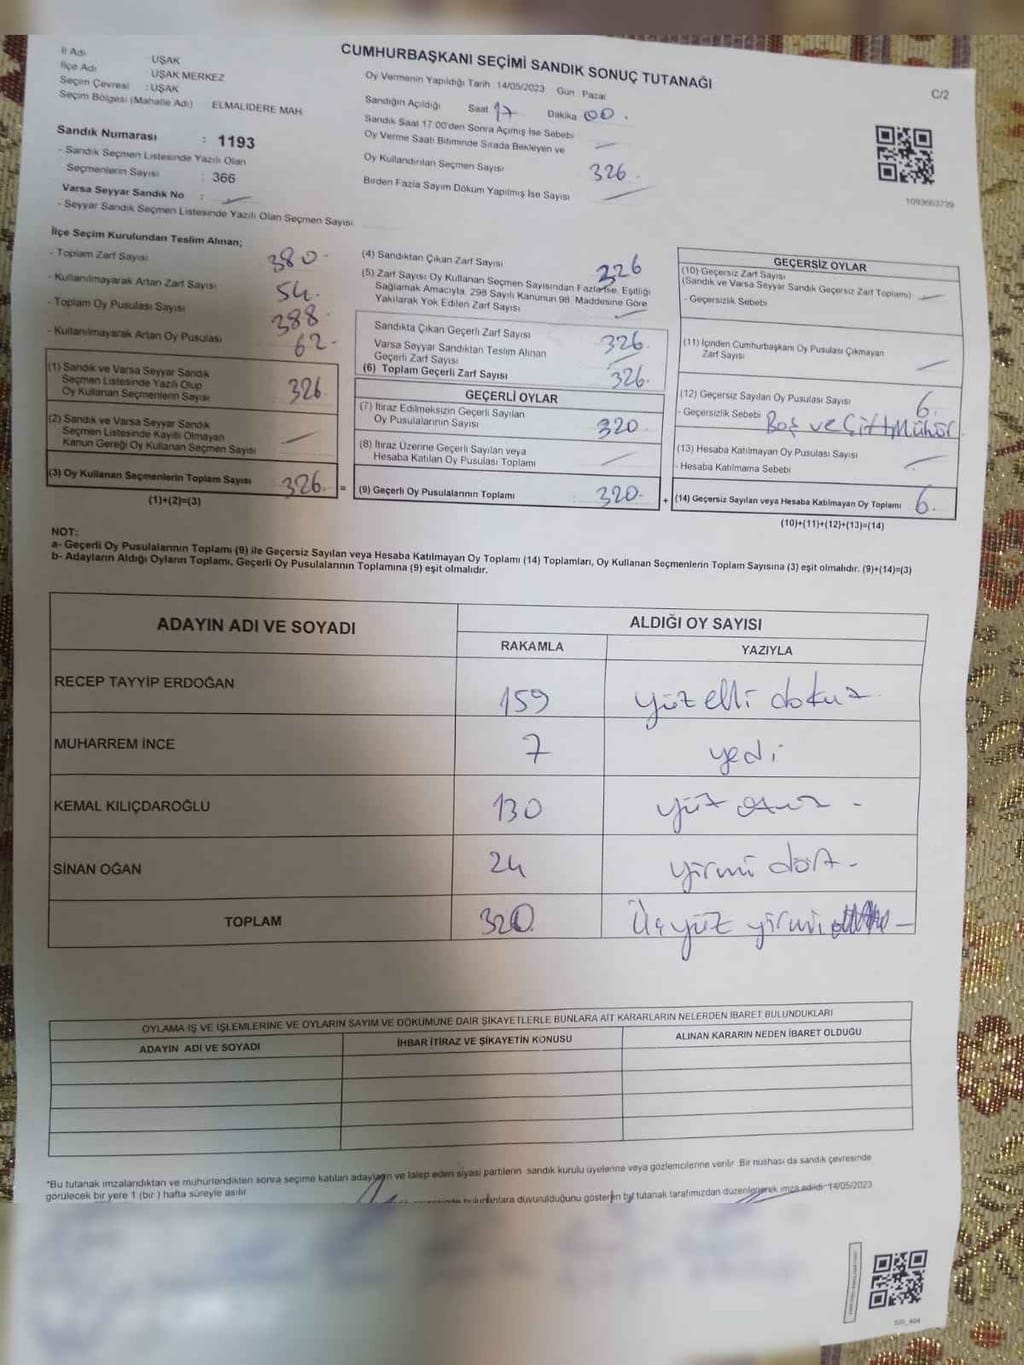 CUMHURBAŞKANI SEÇİMİ SANDIK SONUÇ TUTANAĞI
C/2
İl Adı : UŞAK
İlçe Adı : UŞAK MERKEZ
Seçim Çevresi : UŞAK
Seçim Bölgesi (Mahalle Adı) ELMALIDERE MAH
Sandık Numarası : 1193
- Sandık Seçmen Listesinde Yazılı Olan
Seçmenlerin Sayısı : 366
Varsa Seyyar Sandık No :
- Seyyar Sandık Seçmen Listesinde Yazılı Olan Seçmen Sayısı
Oy Vermenin Yapıldığı Tarih 14/05/2023 Gün Pazar
Sandığın Açıldığı Saat 17 Dakika 00.
Sandık Saat 17:00'den Sonra Açılmış İse Sebebi
Oy Verme Saati Bitiminde Sırada Bekleyen ve
Oy Kullandırılan Seçmen Sayısı 326
Birden Fazla Sayım Döküm Yapılmış İse Sayısı
1093663739
İlçe Seçim Kurulundan Teslim Alınan;
- Toplam Zarf Sayısı 380
- Kullanılmayarak Artan Zarf Sayısı 54.
- Toplam Oy Pusulası Sayısı 388
- Kullanılmayarak Artan Oy Pusulası 62
(1) Sandık ve Varsa Seyyar Sandık
Seçmen Listesinde Yazılı Olup
Oy Kullanan Seçmenlerin Sayısı 326
(2) Sandık ve Varsa Seyyar Sandık
Seçmen Listesinde Kayıtlı Olmayan
Kanun Gereği Oy Kullanan Seçmen Sayısı
(3) Oy Kullanan Seçmenlerin Toplam Sayısı 326 =
(1)+(2)=(3)
(4) Sandıktan Çıkan Zarf Sayısı 326
(5) Zarf Sayısı Oy Kullanan Seçmen Sayısından Fazla İse, Eşitliği
Sağlamak Amacıyla, 298 Sayılı Kanunun 98. Maddesine Göre
Yakılarak Yok Edilen Zarf Sayısı
Sandıkta Çıkan Geçerli Zarf Sayısı 326.
Varsa Seyyar Sandıktan Teslim Alınan
Geçerli Zarf Sayısı
(6) Toplam Geçerli Zarf Sayısı 326.
GEÇERLİ OYLAR
(7) İtiraz Edilmeksizin Geçerli Sayılan
Oy Pusulalarının Sayısı 320
(8) İtiraz Üzerine Geçerli Sayılan veya
Hesaba Katılan Oy Pusulası Toplamı
(9) Geçerli Oy Pusulalarının Toplamı : 320 +
GEÇERSİZ OYLAR
(10) Geçersiz Zarf Sayısı
(Sandık ve Varsa Seyyar Sandık Geçersiz Zarf Toplamı)
- Geçersizlik Sebebi
(11) İçinden Cumhurbaşkanı Oy Pusulası Çıkmayan
Zarf Sayısı
(12) Geçersiz Sayılan Oy Pusulası Sayısı 6.
- Geçersizlik Sebebi Boş ve Çift Mühür
(13) Hesaba Katılmayan Oy Pusulası Sayısı
- Hesaba Katılmama Sebebi
(14) Geçersiz Sayılan veya Hesaba Katılmayan Oy Toplamı 6.
(10)+(11)+(12)+(13)=(14)
NOT:
a- Geçerli Oy Pusulalarının Toplamı (9) ile Geçersiz Sayılan veya Hesaba Katılmayan Oy Toplamı (14) Toplamları, Oy Kullanan Seçmenlerin Toplam Sayısına (3) eşit olmalıdır. (9)+(14)=(3)
b- Adayların Aldığı Oyların Toplamı, Geçerli Oy Pusulalarının Toplamına (9) eşit olmalıdır.
ADAYIN ADI VE SOYADI ALDIĞI OY SAYISI
RAKAMLA YAZIYLA
RECEP TAYYİP ERDOĞAN 159 yüz elli dokuz
MUHARREM İNCE 7 yedi
KEMAL KILIÇDAROĞLU 130 yüz otuz -
SİNAN OĞAN 24 yirmi dört -
TOPLAM 320 Üçyüz yirmi
OYLAMA İŞ VE İŞLEMLERİNE VE OYLARIN SAYIM VE DÖKÜMÜNE DAİR ŞİKAYETLERLE BUNLARA AİT KARARLARIN NELERDEN İBARET BULUNDUKLARI
ADAYIN ADI VE SOYADI İHBAR İTİRAZ VE ŞİKAYETİN KONUSU ALINAN KARARIN NEDEN İBARET OLDUĞU
*Bu tutanak imzalandıktan ve mühürlendikten sonra seçime katılan adayların ve talep eden siyasi partilerin sandık kurulu üyelerine veya gözlemcilerine verilir. Bir nüshası da sandık çevresinde
görülecek bir yere 1 (bir ) hafta süreyle asılır.
bulunanlara duyurulduğunu gösteren bu tutanak tarafımızdan düzenlenerek imza edildi. 14/05/2023